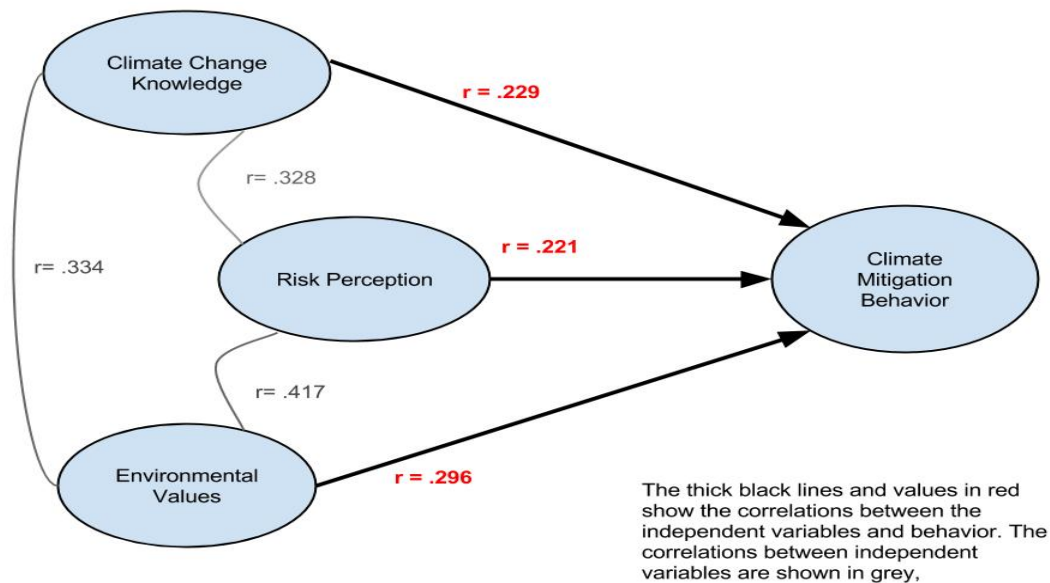 Climate Change
Knowledge
r = .229
r= .328
r = .221
r= .334
Risk Perception
Climate
Mitigation
Behavior
r= .417
Environmental
Values
r = .296
The thick black lines and values in red
show the correlations between the
independent variables and behavior. The
correlations between independent
variables are shown in grey,